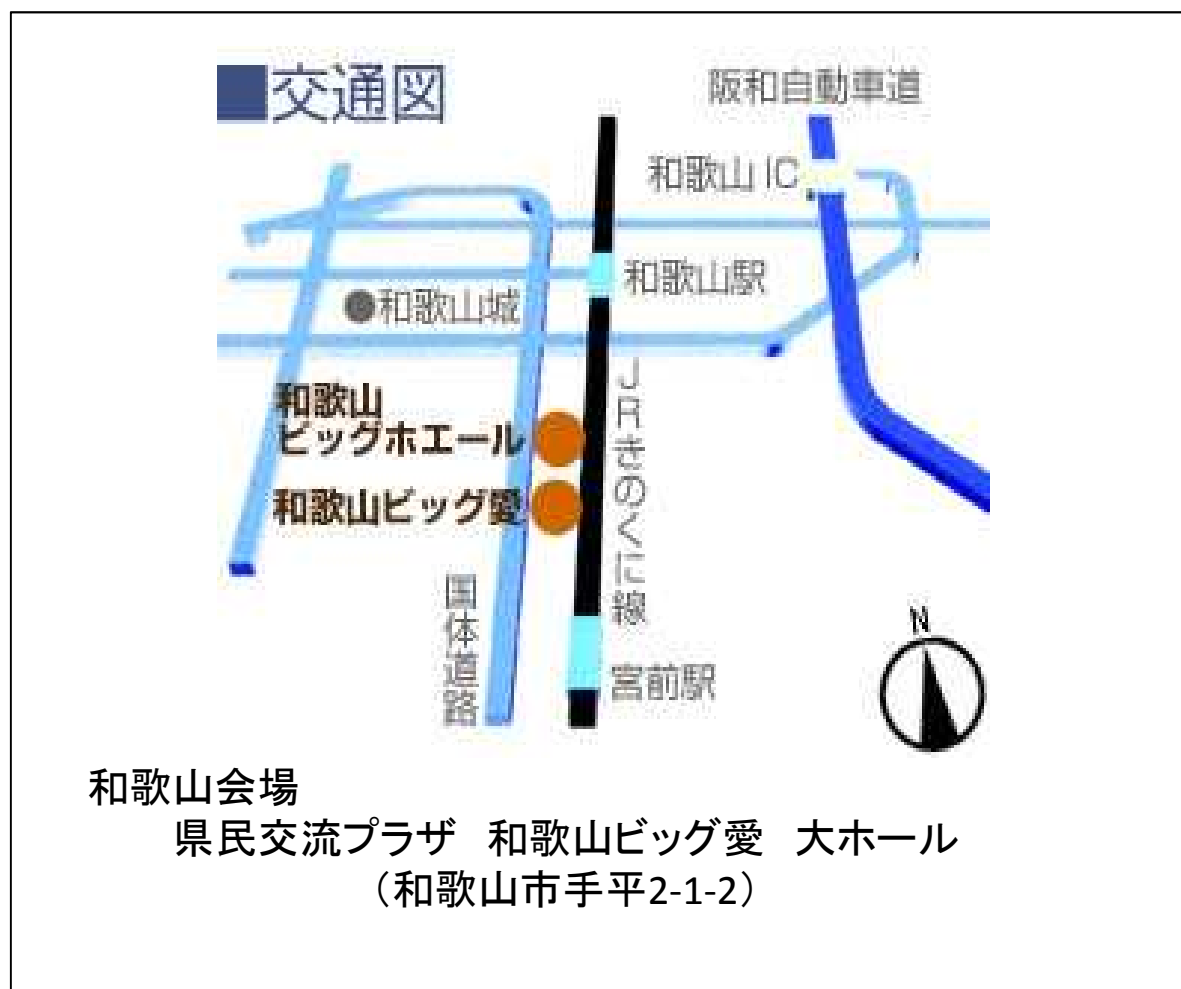 ■交通図
阪和自動車道
和歌山 IC
和歌山駅
●和歌山城
和歌山
ビッグホエール
和歌山ビッグ愛
JRきのくに線
国体道路
宮前駅
N
和歌山会場
県民交流プラザ　和歌山ビッグ愛　大ホール
（和歌山市手平2-1-2）